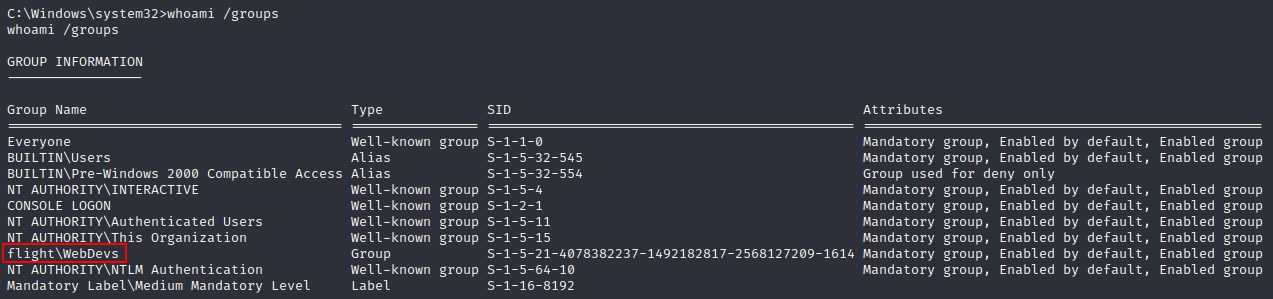 C:\Windows\system32>whoami /groups
whoami /groups
GROUP INFORMATION
-----------------
Group Name Type SID Attributes
========================================== ================ ============================================== ==================================================
Everyone Well-known group S-1-1-0 Mandatory group, Enabled by default, Enabled group
BUILTIN\Users Alias S-1-5-32-545 Mandatory group, Enabled by default, Enabled group
BUILTIN\Pre-Windows 2000 Compatible Access Alias S-1-5-32-554 Group used for deny only
NT AUTHORITY\INTERACTIVE Well-known group S-1-5-4 Mandatory group, Enabled by default, Enabled group
CONSOLE LOGON Well-known group S-1-2-1 Mandatory group, Enabled by default, Enabled group
NT AUTHORITY\Authenticated Users Well-known group S-1-5-11 Mandatory group, Enabled by default, Enabled group
NT AUTHORITY\This Organization Well-known group S-1-5-15 Mandatory group, Enabled by default, Enabled group
flight\WebDevs Group S-1-5-21-4078382237-1492182817-2568127209-1614 Mandatory group, Enabled by default, Enabled group
NT AUTHORITY\NTLM Authentication Well-known group S-1-5-64-10 Mandatory group, Enabled by default, Enabled group
Mandatory Label\Medium Mandatory Level Label S-1-16-8192